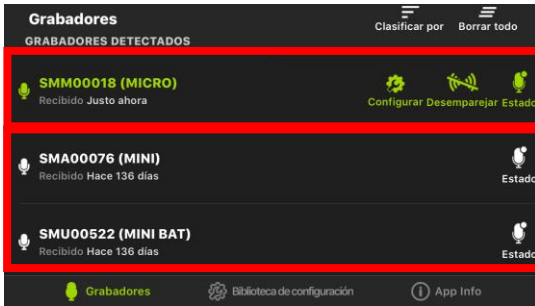 Grabadores
Clasificar por Borrar todo
GRABADORES DETECTADOS
SMM00018 (MICRO)
Recibido Justo ahora
Configurar Desemparejar Estado
SMA00076 (MINI)
Recibido Hace 136 días
Estado
SMU00522 (MINI BAT)
Recibido Hace 136 días
Estado
Grabadores Biblioteca de configuración App Info